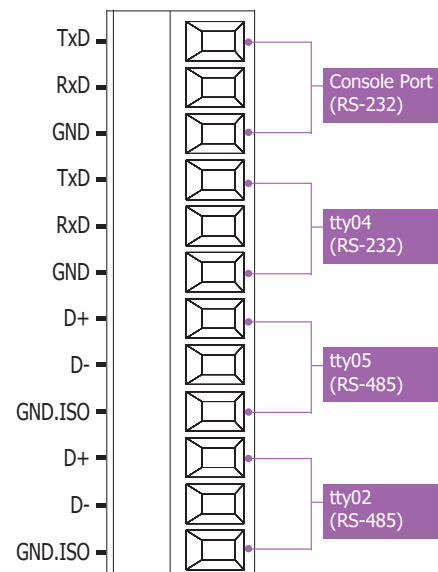 TxD
RxD
GND
Console Port
(RS-232)
TxD
RxD
GND
tty04
(RS-232)
D+
D-
GND.ISO
tty05
(RS-485)
D+
D-
GND.ISO
tty02
(RS-485)